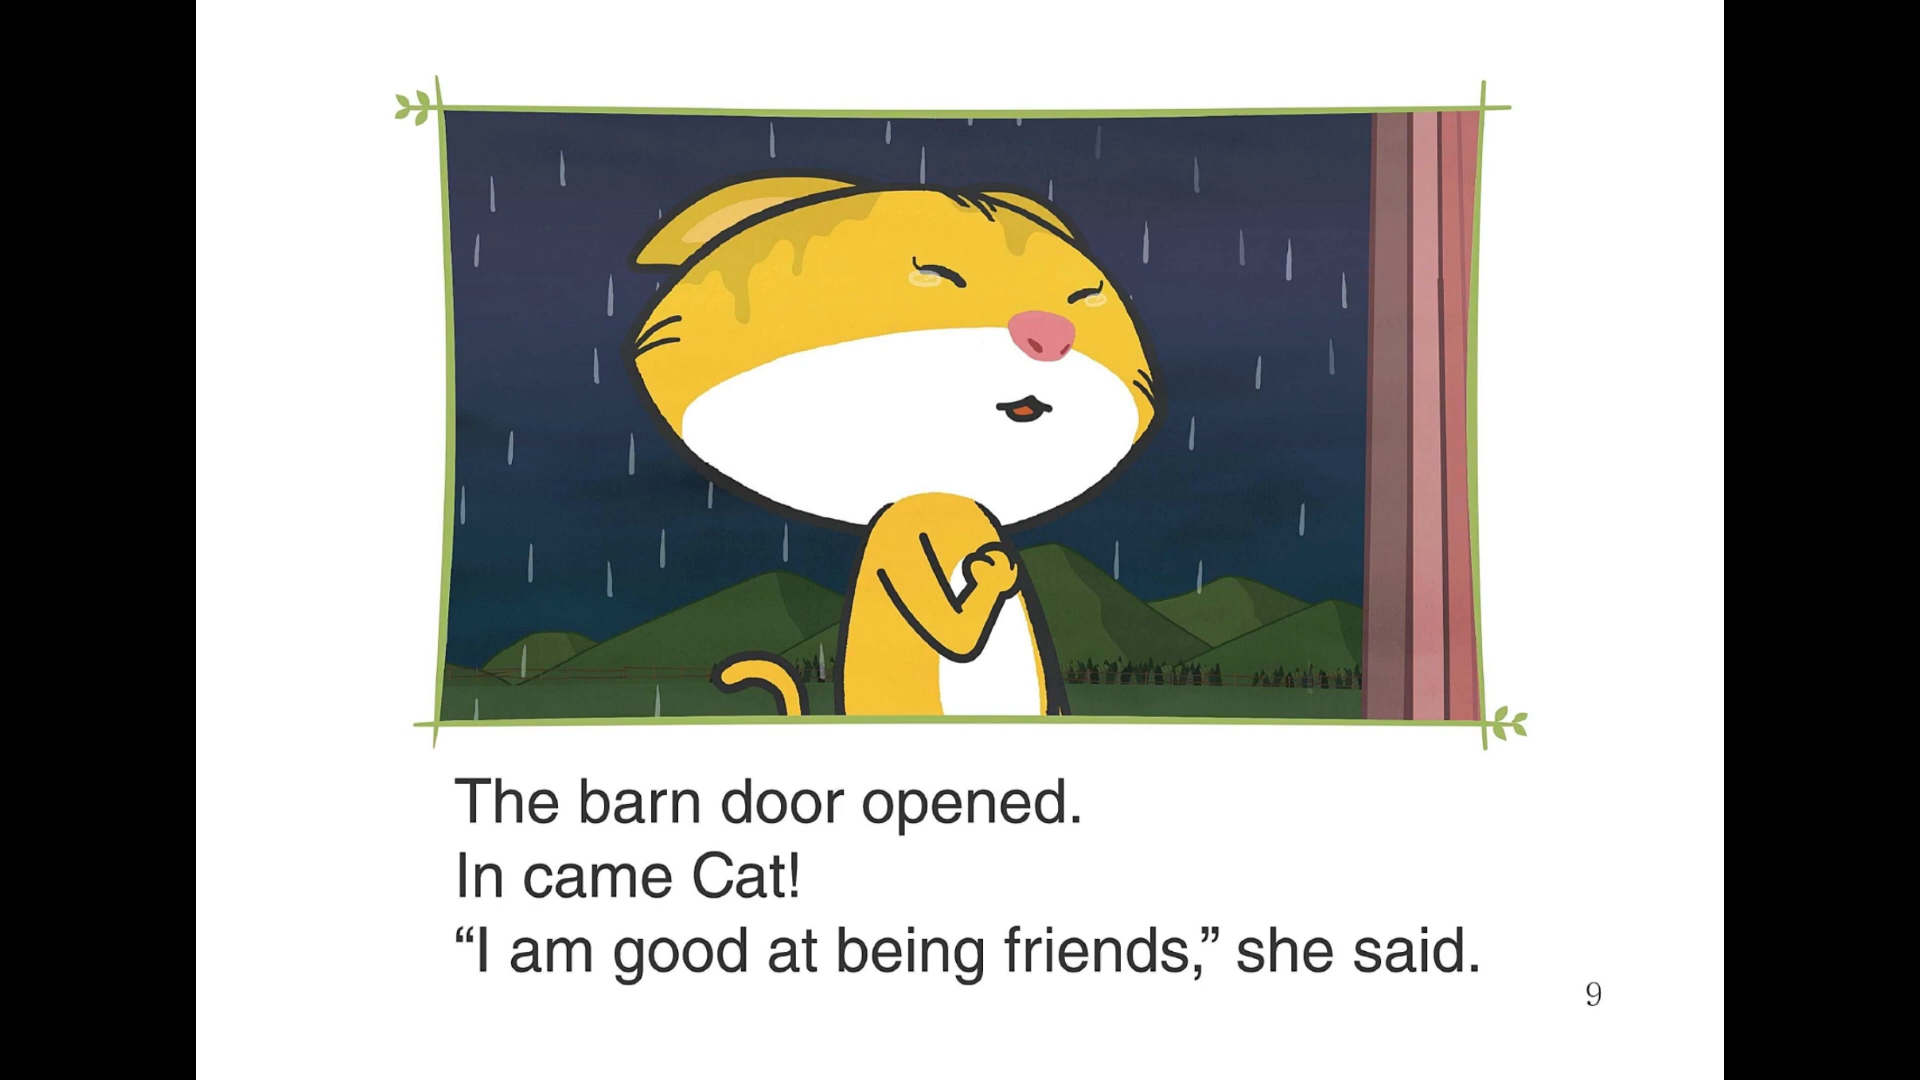 The barn door opened.
In came Cat!
“I am good at being friends,” she said.
9